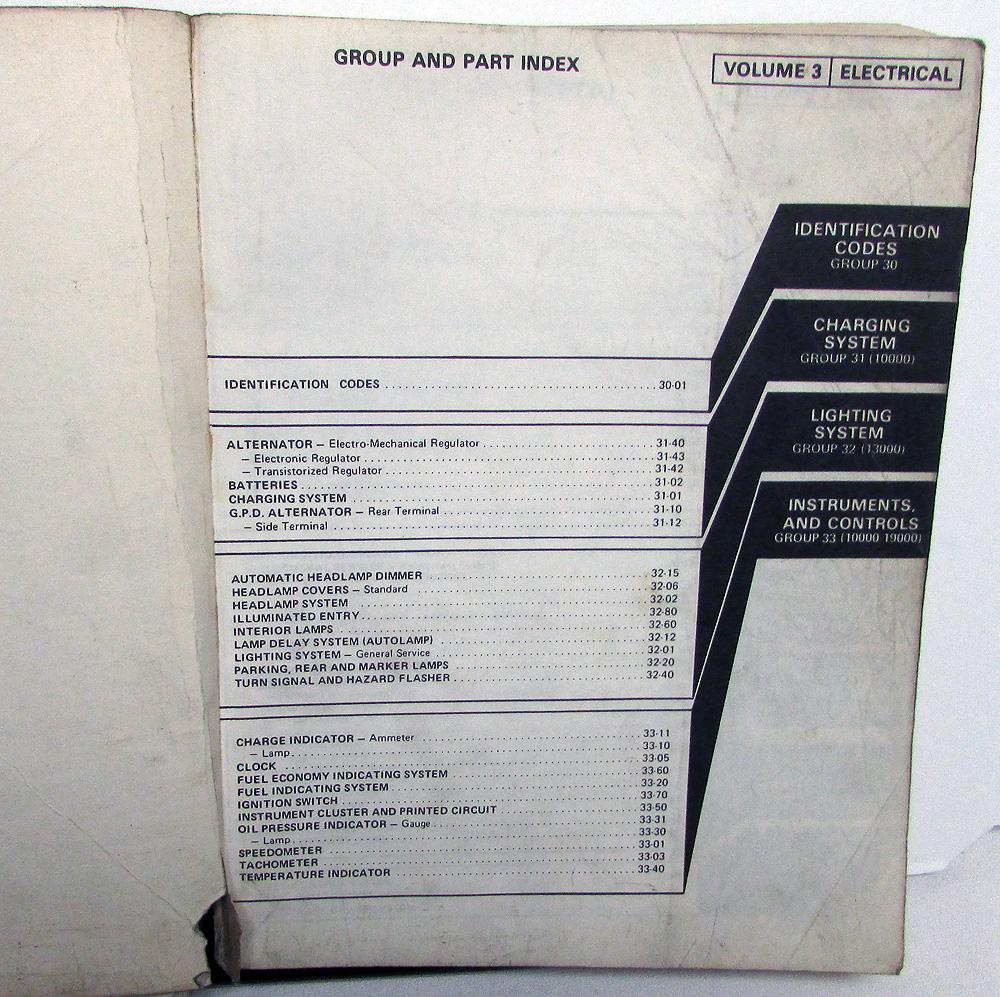 GROUP AND PART INDEX
VOLUME 3 ELECTRICAL
IDENTIFICATION
CODES
GROUP 30
CHARGING
SYSTEM
GROUP 31 (10000)
LIGHTING
SYSTEM
GROUP 32 (13000)
INSTRUMENTS,
AND CONTROLS
GROUP 33 (10000 19000)
IDENTIFICATION CODES 30-01
ALTERNATOR – Electro-Mechanical Regulator 31-40
– Electronic Regulator 31-43
– Transistorized Regulator 31-42
BATTERIES 31-02
CHARGING SYSTEM 31-01
G.P.D. ALTERNATOR – Rear Terminal 31-10
– Side Terminal 31-12
AUTOMATIC HEADLAMP DIMMER 32-15
HEADLAMP COVERS – Standard 32-06
HEADLAMP SYSTEM 32-02
ILLUMINATED ENTRY 32-80
INTERIOR LAMPS 32-60
LAMP DELAY SYSTEM (AUTOLAMP) 32-12
LIGHTING SYSTEM – General Service 32-01
PARKING, REAR AND MARKER LAMPS 32-20
TURN SIGNAL AND HAZARD FLASHER 32-40
CHARGE INDICATOR – Ammeter 33-11
– Lamp 33-10
CLOCK 33-05
FUEL ECONOMY INDICATING SYSTEM 33-60
FUEL INDICATING SYSTEM 33-20
IGNITION SWITCH 33-70
INSTRUMENT CLUSTER AND PRINTED CIRCUIT 33-50
OIL PRESSURE INDICATOR – Gauge 33-31
– Lamp 33-30
SPEEDOMETER 33-01
TACHOMETER 33-03
TEMPERATURE INDICATOR 33-40